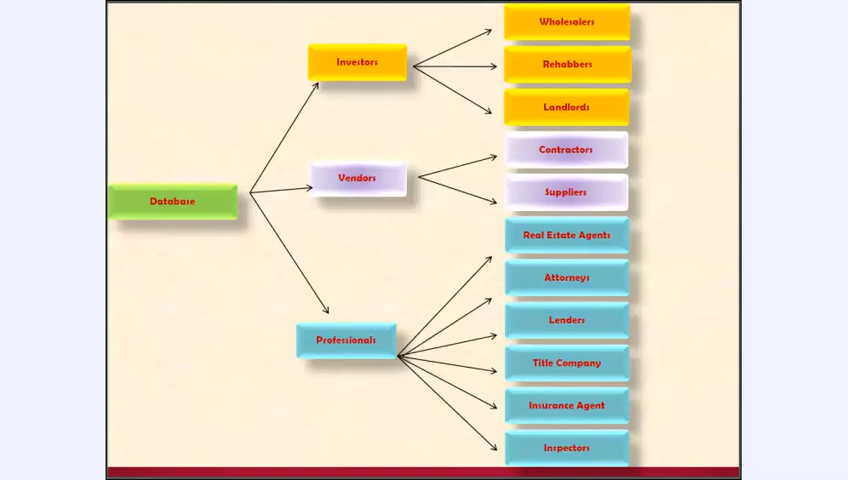 Database
Investors
Vendors
Professionals
Wholesalers
Rehabbers
Landlords
Contractors
Suppliers
Real Estate Agents
Attorneys
Lenders
Title Company
Insurance Agent
Inspectors